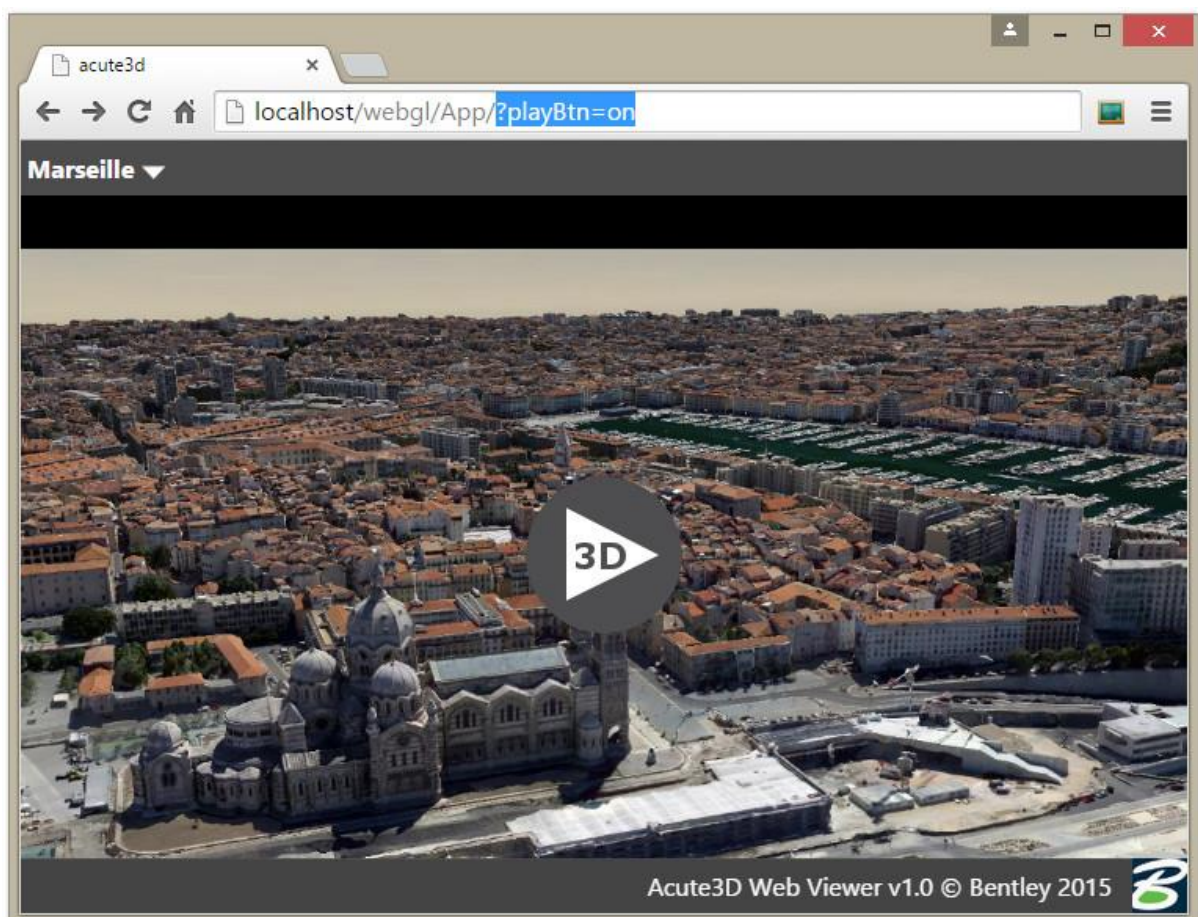 acute3d
localhost/webgl/App/?playBtn=on
Marseille
3D
Acute3D Web Viewer v1.0 © Bentley 2015